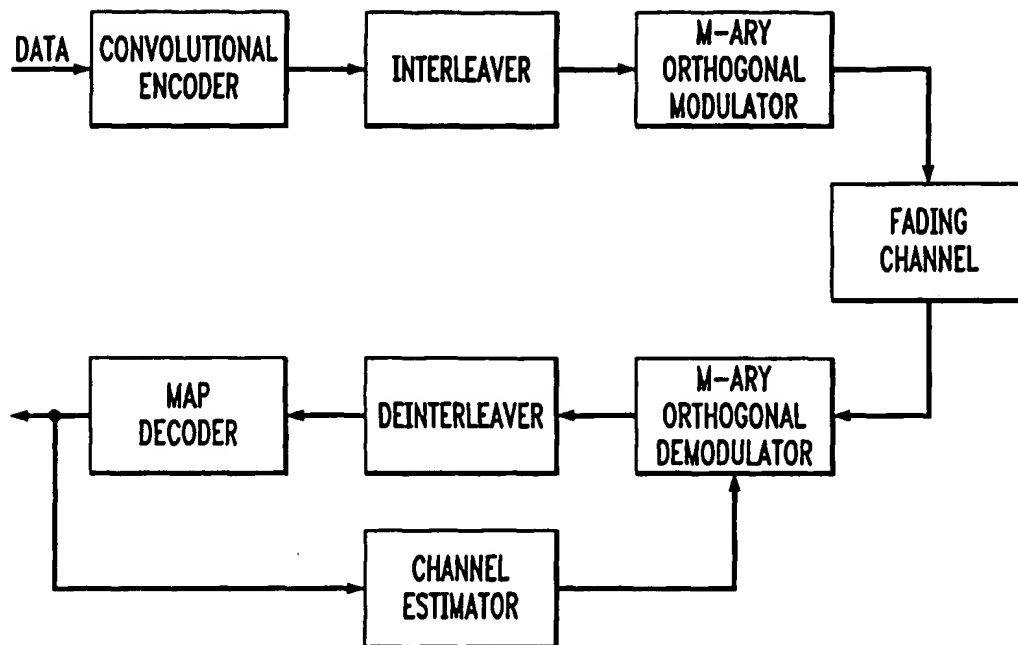 DATA
CONVOLUTIONAL
ENCODER
INTERLEAVER
M-ARY
ORTHOGONAL
MODULATOR
FADING
CHANNEL
M-ARY
ORTHOGONAL
DEMODULATOR
DEINTERLEAVER
MAP
DECODER
CHANNEL
ESTIMATOR